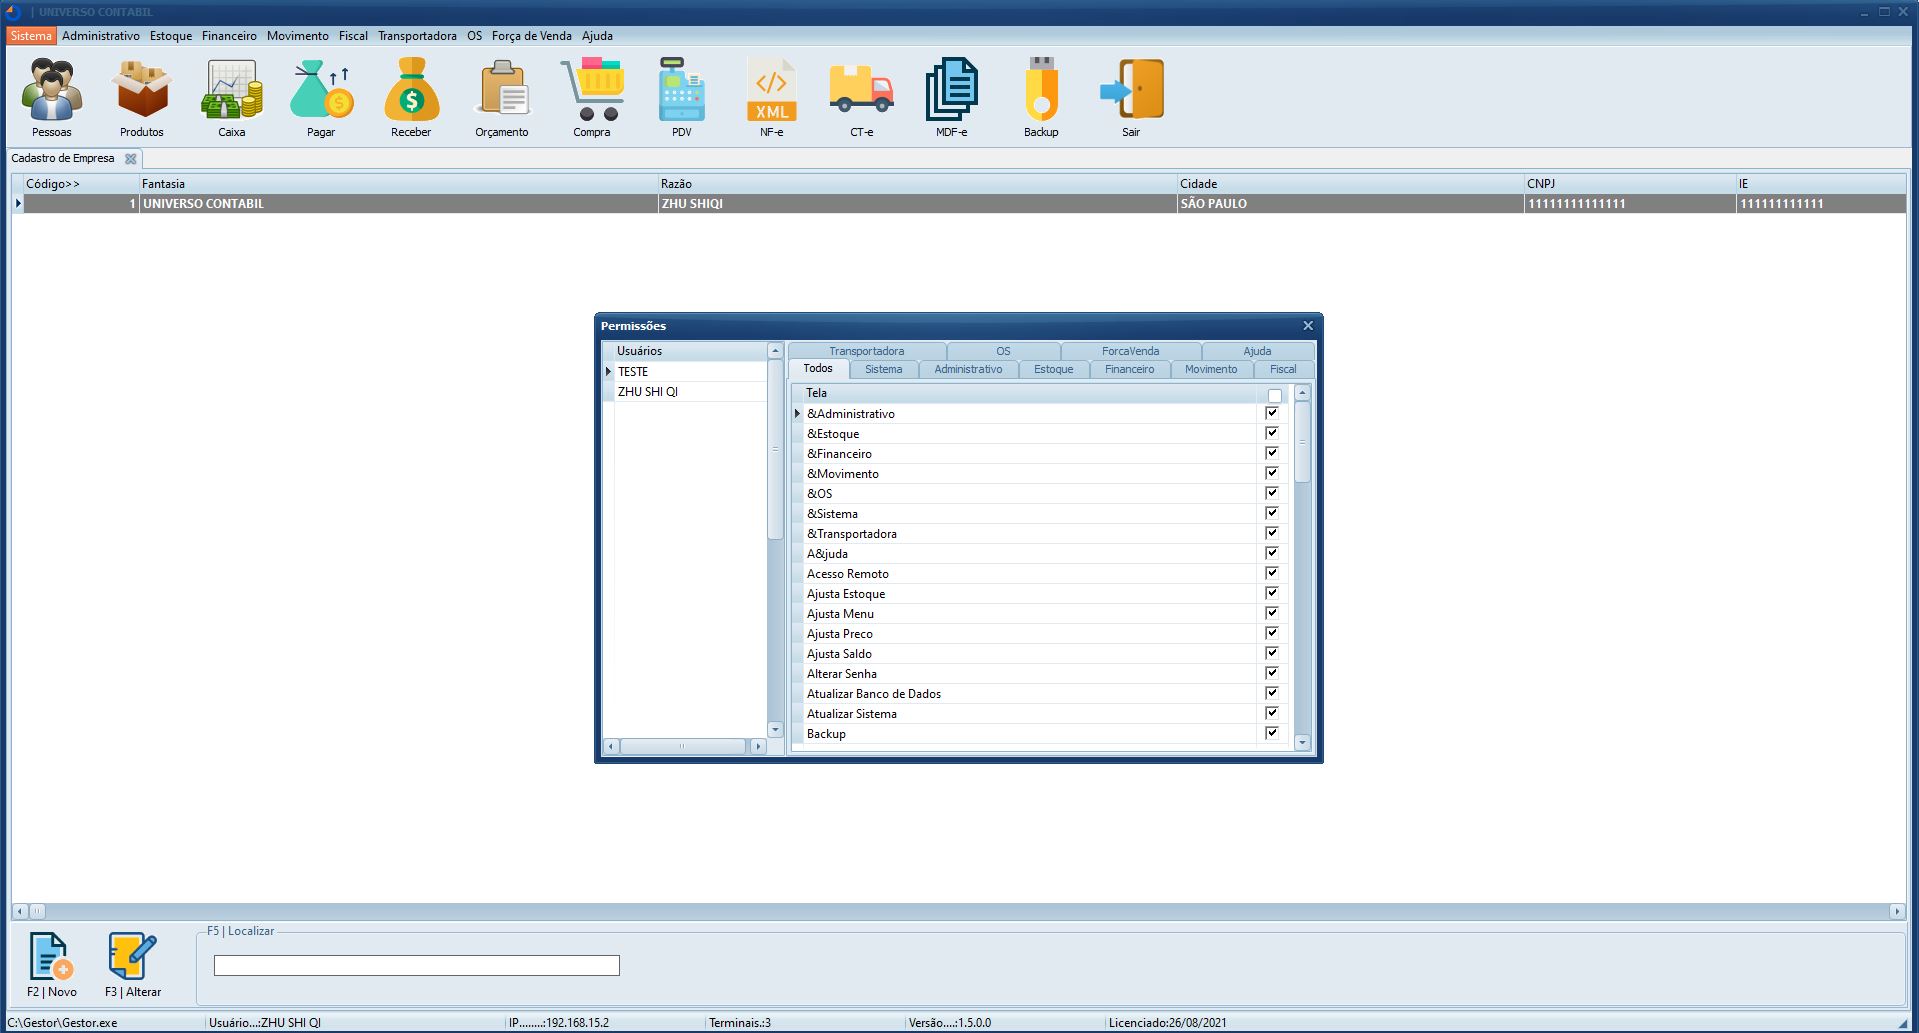 | UNIVERSO CONTABIL
Sistema Administrativo Estoque Financeiro Movimento Fiscal Transportadora OS Força de Venda Ajuda
XML
Pessoas Produtos Caixa Pagar Receber Orçamento Compra PDV NF-e CT-e MDF-e Backup Sair
Cadastro de Empresa
Código>> Fantasia Razão Cidade CNPJ IE
1 UNIVERSO CONTABIL ZHU SHIQI SÃO PAULO 11111111111111 111111111111
Permissões
Usuários
TESTE
ZHU SHI QI
Transportadora OS ForcaVenda Ajuda
Todos Sistema Administrativo Estoque Financeiro Movimento Fiscal
Tela
&Administrativo
&Estoque
&Financeiro
&Movimento
&OS
&Sistema
&Transportadora
A&juda
Acesso Remoto
Ajusta Estoque
Ajusta Menu
Ajusta Preco
Ajusta Saldo
Alterar Senha
Atualizar Banco de Dados
Atualizar Sistema
Backup
F2 | Novo F3 | Alterar
F5 | Localizar
C:\Gestor\Gestor.exe Usuário...:ZHU SHI QI IP.......:192.168.15.2 Terminais.:3 Versão....:1.5.0.0 Licenciado:26/08/2021